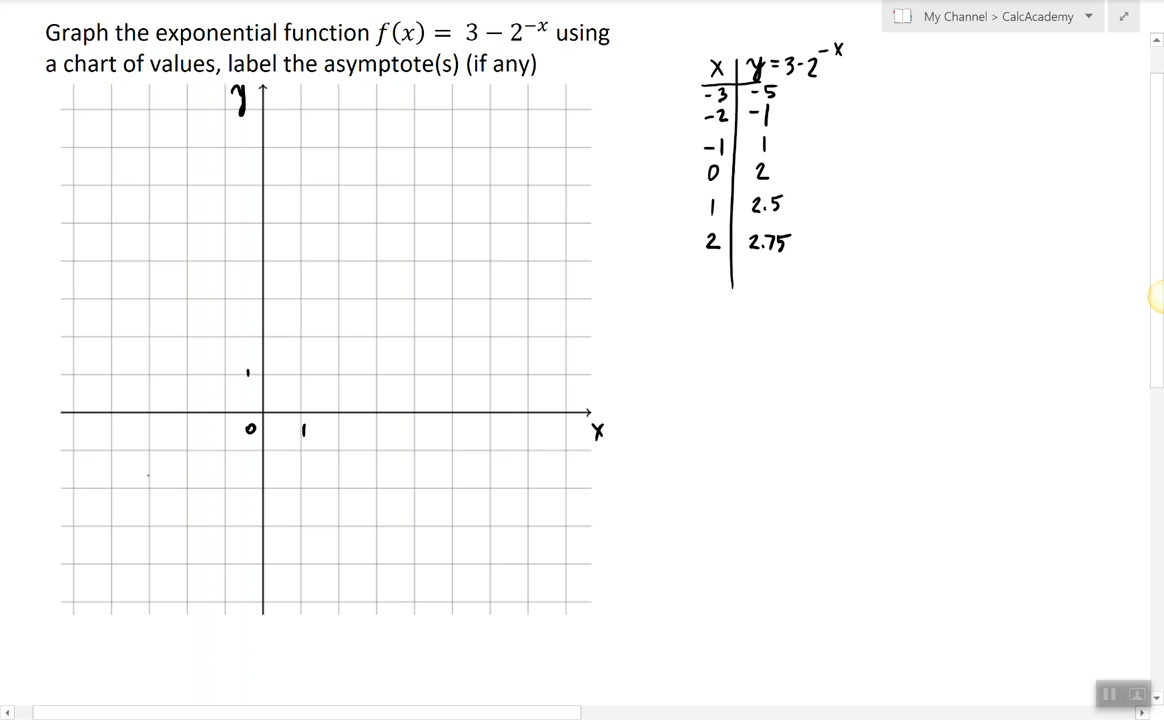 My Channel > CalcAcademy
Graph the exponential function f(x) = 3 − 2⁻ˣ using
a chart of values, label the asymptote(s) (if any)
x y = 3 - 2⁻ˣ
-3 -5
-2 -1
-1 1
0 2
1 2.5
2 2.75
y
1
0 1
x